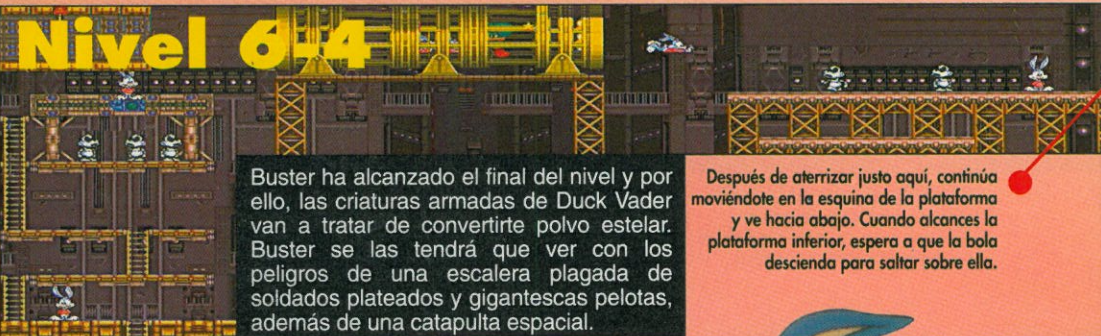 Nivel 6-4
Buster ha alcanzado el final del nivel y por
ello, las criaturas armadas de Duck Vader
van a tratar de convertirte polvo estelar.
Buster se las tendrá que ver con los
peligros de una escalera plagada de
soldados plateados y gigantescas pelotas,
además de una catapulta espacial.
Después de aterrizar justo aquí, continúa
moviéndote en la esquina de la plataforma
y ve hacia abajo. Cuando alcances la
plataforma inferior, espera a que la bola
descienda para saltar sobre ella.